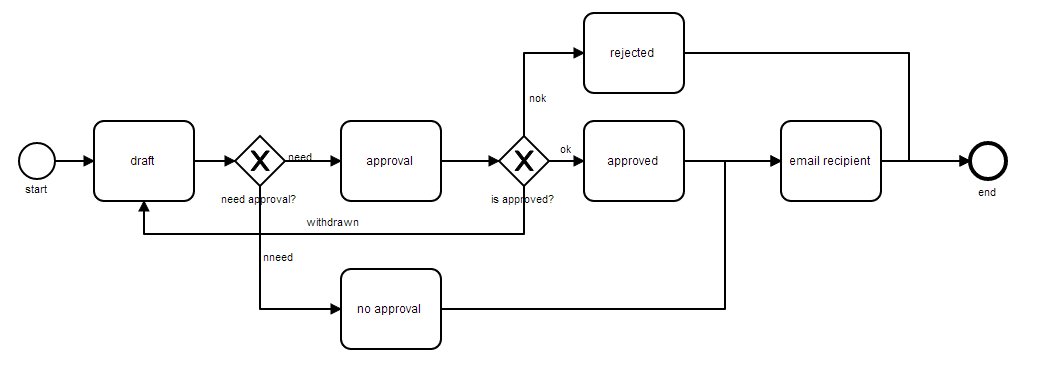 rejected
nok
draft
need
approval
ok
approved
email recipient
start
need approval?
is approved?
end
withdrawn
nneed
no approval